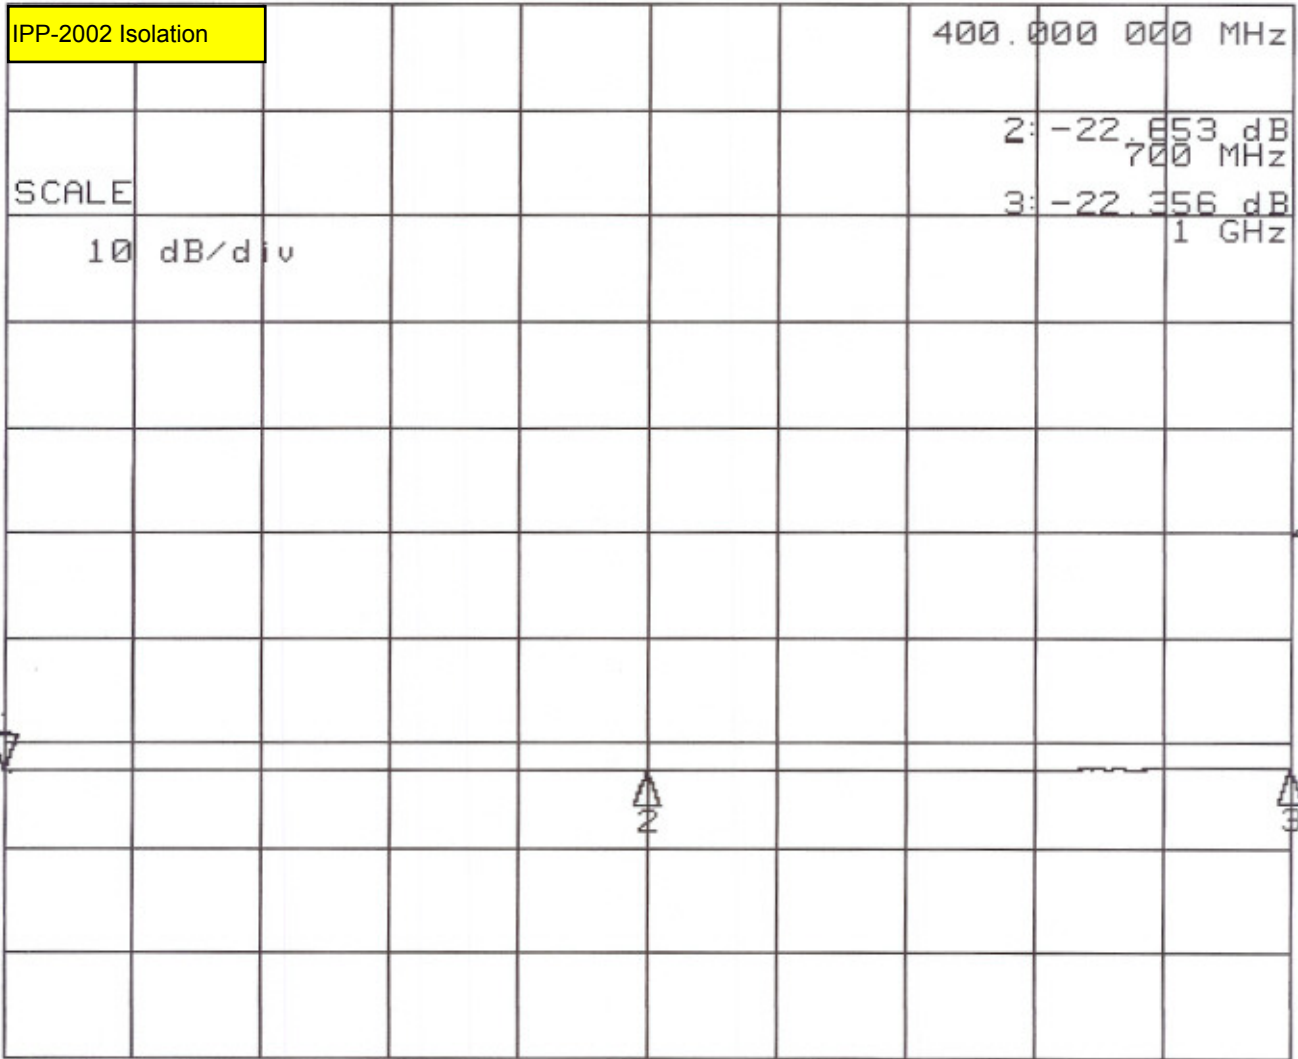 IPP-2002 Isolation
400.000 000 MHz
2: -22.653 dB
700 MHz
SCALE
3: -22.356 dB
1 GHz
10 dB/div
2
3